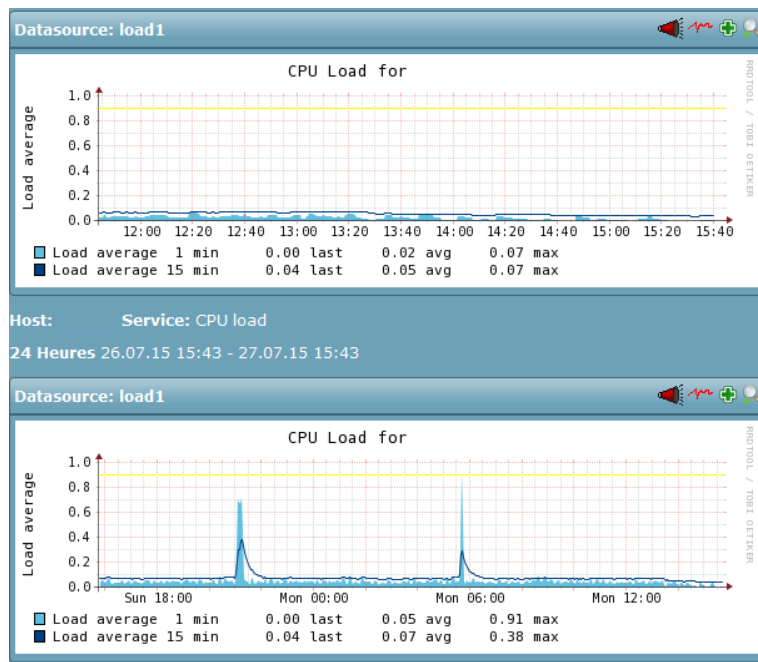 Datasource: load1
CPU Load for
RRDTOOL / TOBI OETIKER
Load average
1.0
0.8
0.6
0.4
0.2
0.0
12:00 12:20 12:40 13:00 13:20 13:40 14:00 14:20 14:40 15:00 15:20 15:40
Load average 1 min 0.00 last 0.02 avg 0.07 max
Load average 15 min 0.04 last 0.05 avg 0.07 max
Host: Service: CPU load
24 Heures 26.07.15 15:43 - 27.07.15 15:43
Datasource: load1
CPU Load for
RRDTOOL / TOBI OETIKER
Load average
1.0
0.8
0.6
0.4
0.2
0.0
Sun 18:00 Mon 00:00 Mon 06:00 Mon 12:00
Load average 1 min 0.00 last 0.05 avg 0.91 max
Load average 15 min 0.04 last 0.07 avg 0.38 max